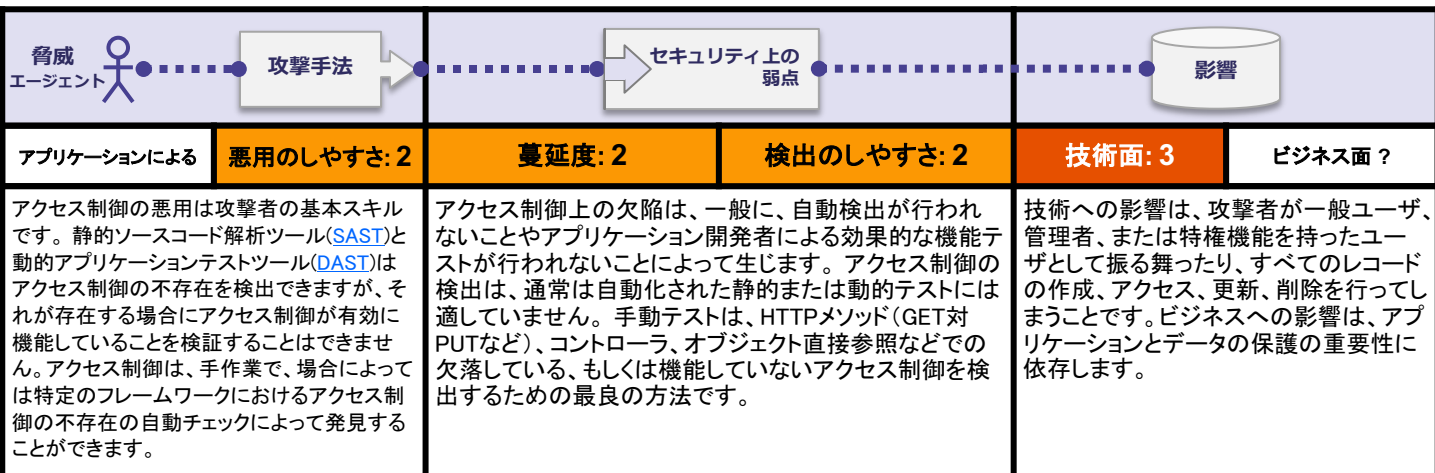 脅威
エージェント
攻撃手法
セキュリティ上の
弱点
影響
アプリケーションによる
悪用のしやすさ: 2
蔓延度: 2
検出のしやすさ: 2
技術面: 3
ビジネス面 ?
アクセス制御の悪用は攻撃者の基本スキル
です。静的ソースコード解析ツール(SAST)と
動的アプリケーションテストツール(DAST)は
アクセス制御の不存在を検出できますが、そ
れが存在する場合にアクセス制御が有効に
機能していることを検証することはできませ
ん。アクセス制御は、手作業で、場合によって
は特定のフレームワークにおけるアクセス制
御の不存在の自動チェックによって発見する
ことができます。
アクセス制御上の欠陥は、一般に、自動検出が行われ
ないことやアプリケーション開発者による効果的な機能テ
ストが行われないことによって生じます。アクセス制御の
検出は、通常は自動化された静的または動的テストには
適していません。手動テストは、HTTPメソッド（GET対
PUTなど）、コントローラ、オブジェクト直接参照などでの
欠落している、もしくは機能していないアクセス制御を検
出するための最良の方法です。
技術への影響は、攻撃者が一般ユーザ、
管理者、または特権機能を持ったユー
ザとして振る舞ったり、すべてのレコード
の作成、アクセス、更新、削除を行ってし
まうことです。ビジネスへの影響は、アプ
リケーションとデータの保護の重要性に
依存します。